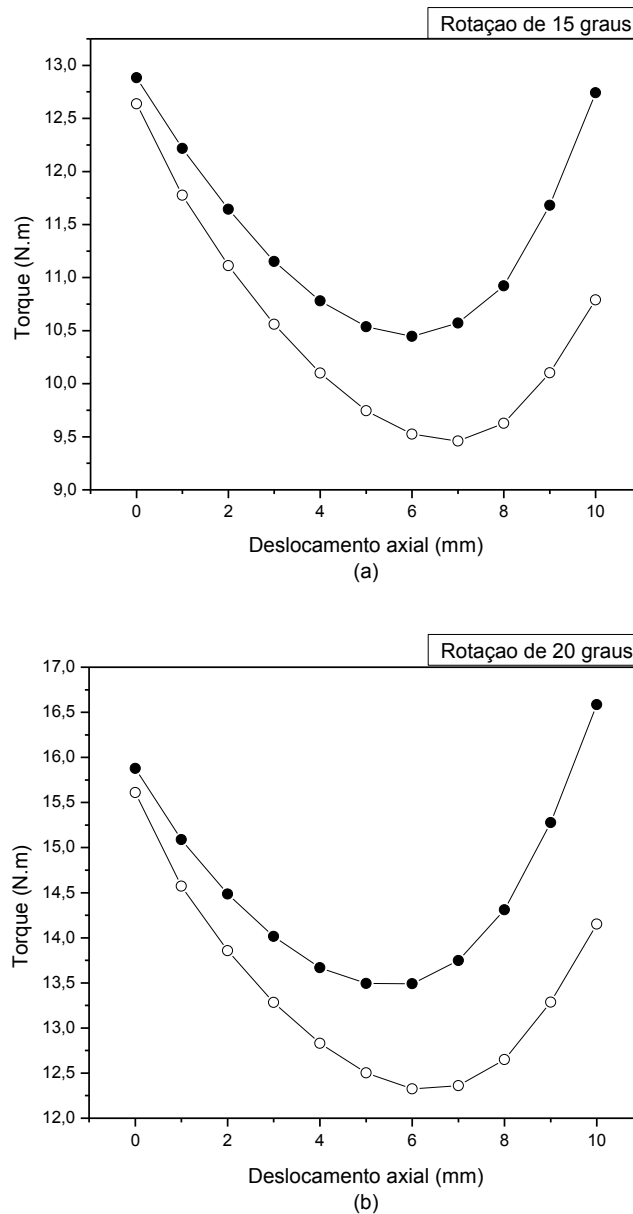 Rotaçao de 15 graus
13,0
12,5
12,0
11,5
11,0
10,5
10,0
9,5
9,0
Torque (N.m)
0 2 4 6 8 10
Deslocamento axial (mm)
(a)
Rotaçao de 20 graus
17,0
16,5
16,0
15,5
15,0
14,5
14,0
13,5
13,0
12,5
12,0
Torque (N.m)
0 2 4 6 8 10
Deslocamento axial (mm)
(b)